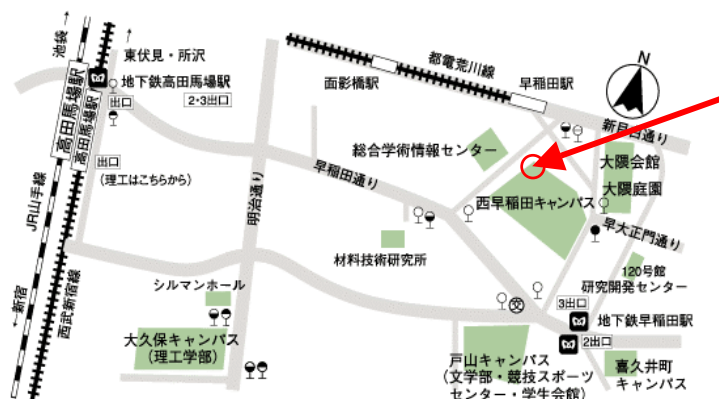 池袋→
東伏見・所沢
地下鉄高田馬場駅
出口
2・3出口
高田馬場駅
高田馬場駅
出口
(理工はこちらから)
JR山手線
西武新宿線
←新宿
明治通り
早稲田通り
面影橋駅
都電荒川線
早稲田駅
N
新目白通り
総合学術情報センター
大隈会館
大隈庭園
西早稲田キャンパス
早大正門通り
材料技術研究所
120号館
研究開発センター
シルマンホール
大久保キャンパス
(理工学部)
交
3出口
地下鉄早稲田駅
2出口
戸山キャンパス
(文学部・競技スポーツ
センター・学生会館)
喜久井町
キャンパス